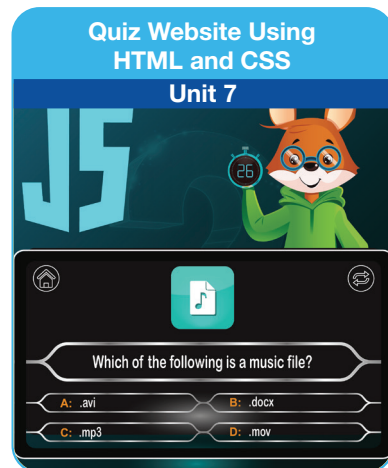 Quiz Website Using
HTML and CSS
Unit 7
JS
26
Which of the following is a music file?
A: .avi
B: .docx
C: .mp3
D: .mov